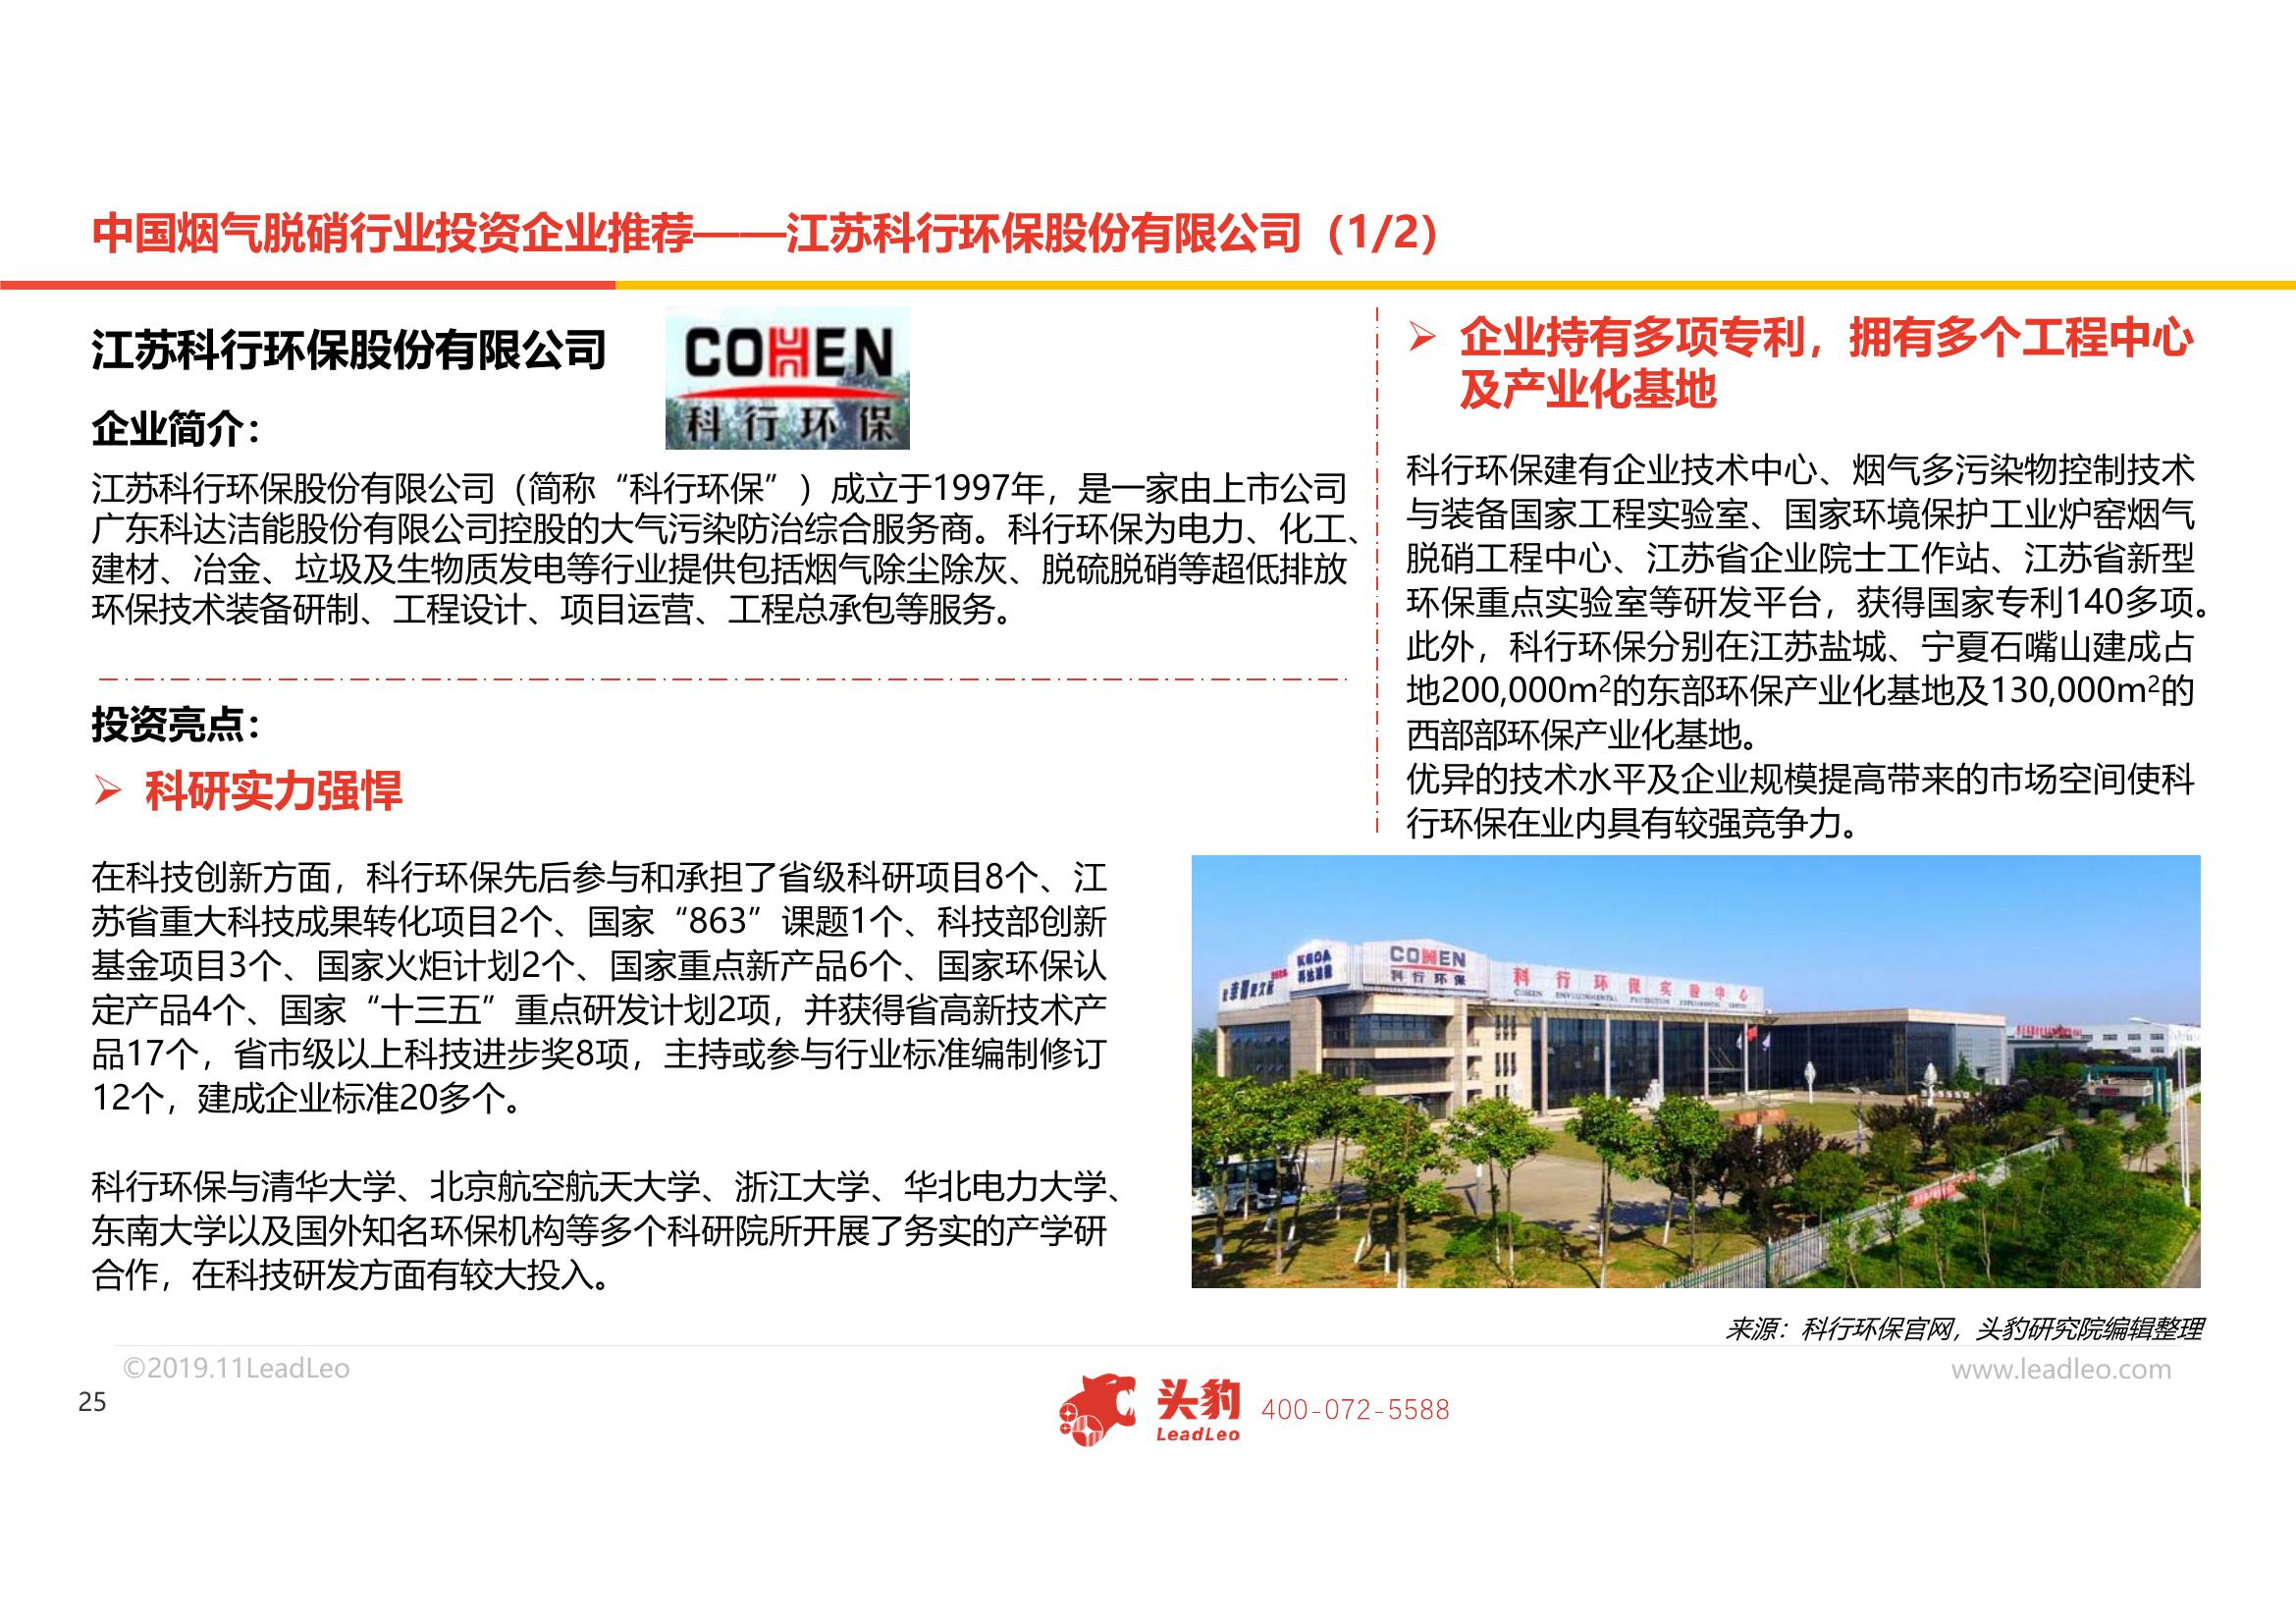 中国烟气脱硝行业投资企业推荐——江苏科行环保股份有限公司（1/2）
江苏科行环保股份有限公司
COHEN
科行环保
企业简介：
江苏科行环保股份有限公司（简称“科行环保”）成立于1997年，是一家由上市公司
广东科达洁能股份有限公司控股的大气污染防治综合服务商。科行环保为电力、化工、
建材、冶金、垃圾及生物质发电等行业提供包括烟气除尘除灰、脱硫脱硝等超低排放
环保技术装备研制、工程设计、项目运营、工程总承包等服务。
投资亮点：
➢ 科研实力强悍
在科技创新方面，科行环保先后参与和承担了省级科研项目8个、江
苏省重大科技成果转化项目2个、国家“863”课题1个、科技部创新
基金项目3个、国家火炬计划2个、国家重点新产品6个、国家环保认
定产品4个、国家“十三五”重点研发计划2项，并获得省高新技术产
品17个，省市级以上科技进步奖8项，主持或参与行业标准编制修订
12个，建成企业标准20多个。
科行环保与清华大学、北京航空航天大学、浙江大学、华北电力大学、
东南大学以及国外知名环保机构等多个科研院所开展了务实的产学研
合作，在科技研发方面有较大投入。
➢ 企业持有多项专利，拥有多个工程中心
及产业化基地
科行环保建有企业技术中心、烟气多污染物控制技术
与装备国家工程实验室、国家环境保护工业炉窑烟气
脱硝工程中心、江苏省企业院士工作站、江苏省新型
环保重点实验室等研发平台，获得国家专利140多项。
此外，科行环保分别在江苏盐城、宁夏石嘴山建成占
地200,000m²的东部环保产业化基地及130,000m²的
西部部环保产业化基地。
优异的技术水平及企业规模提高带来的市场空间使科
行环保在业内具有较强竞争力。
KEDA
科达洁能
COHEN
科行环保
科行环保实验中心
COHEN ENVIRONMENTAL PROTECTION EXPERIMENTAL CENTER
来源：科行环保官网，头豹研究院编辑整理
©2019.11LeadLeo
www.leadleo.com
25
头豹
LeadLeo
400-072-5588